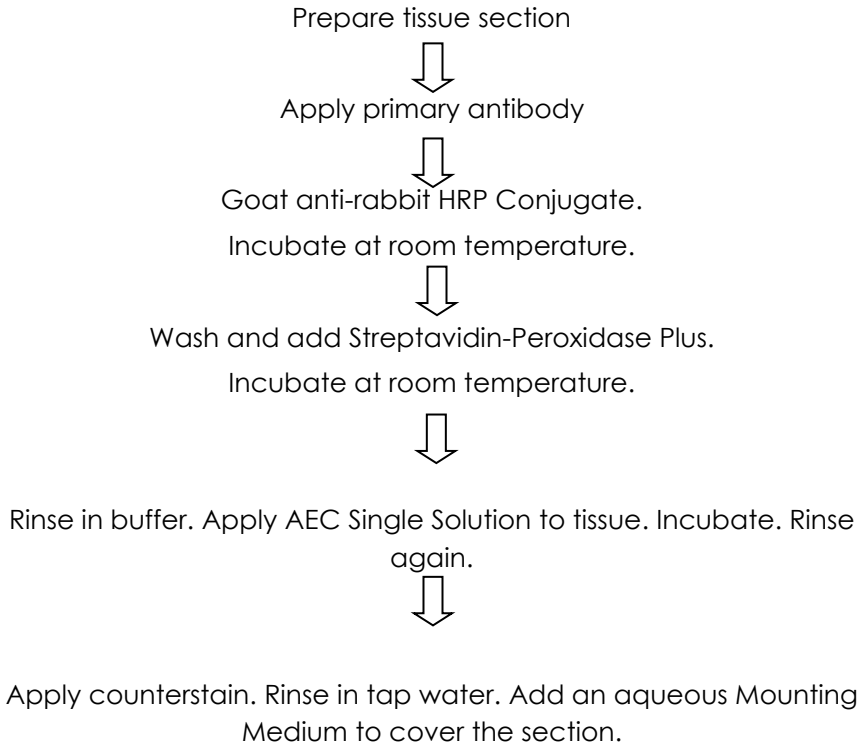 Prepare tissue section
Apply primary antibody
Goat anti-rabbit HRP Conjugate.
Incubate at room temperature.
Wash and add Streptavidin-Peroxidase Plus.
Incubate at room temperature.
Rinse in buffer. Apply AEC Single Solution to tissue. Incubate. Rinse
again.
Apply counterstain. Rinse in tap water. Add an aqueous Mounting
Medium to cover the section.